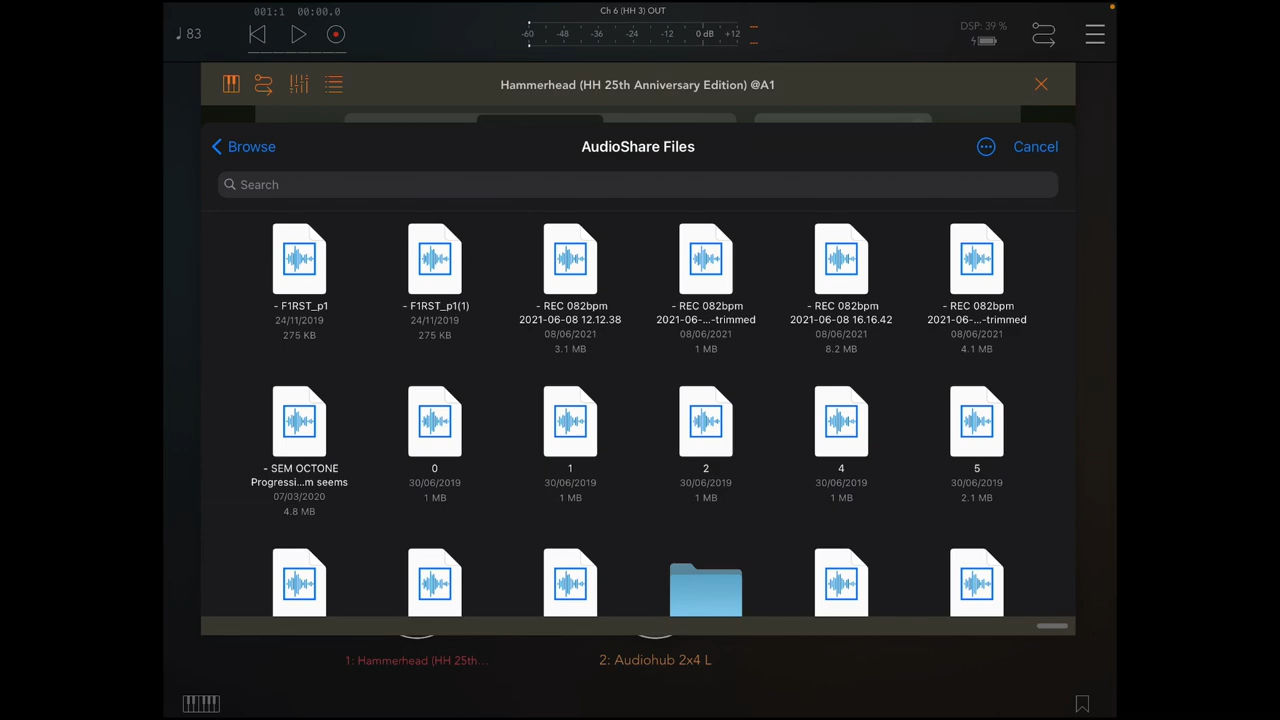 001:1 00:00.0
Ch 6 (HH 3) OUT
♩ 83
-60 -48 -36 -24 -12 0 dB +12
DSP: 39 %
Hammerhead (HH 25th Anniversary Edition) @A1
Browse
AudioShare Files
Cancel
Search
- F1RST_p1
24/11/2019
275 KB
- F1RST_p1(1)
24/11/2019
275 KB
- REC 082bpm
2021-06-08 12.12.38
08/06/2021
3.1 MB
- REC 082bpm
2021-06-...-trimmed
08/06/2021
1 MB
- REC 082bpm
2021-06-08 16.16.42
08/06/2021
8.2 MB
- REC 082bpm
2021-06-...-trimmed
08/06/2021
4.1 MB
- SEM OCTONE
Progressi...m seems
07/03/2020
4.8 MB
0
30/06/2019
1 MB
1
30/06/2019
1 MB
2
30/06/2019
1 MB
4
30/06/2019
1 MB
5
30/06/2019
2.1 MB
1: Hammerhead (HH 25th...
2: Audiohub 2x4 L